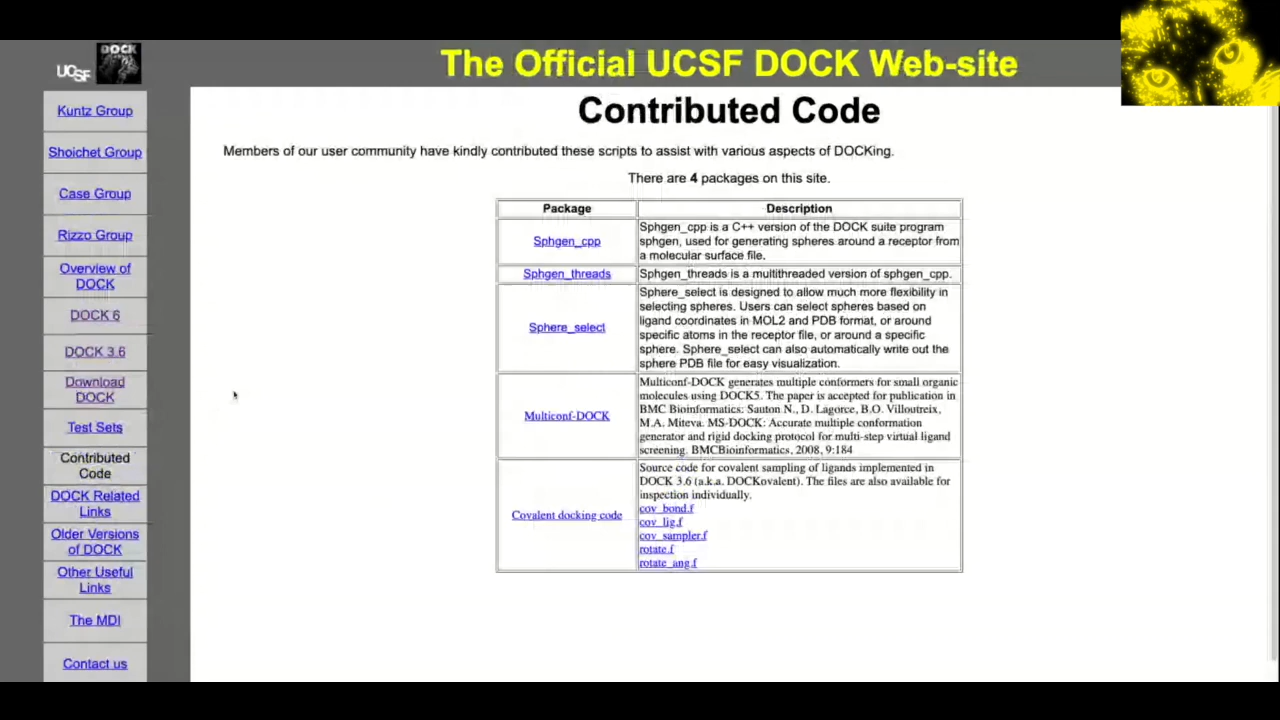 UCSF
DOCK
The Official UCSF DOCK Web-site
Kuntz Group
Shoichet Group
Case Group
Rizzo Group
Overview of
DOCK
DOCK 6
DOCK 3.6
Download
DOCK
Test Sets
Contributed
Code
DOCK Related
Links
Older Versions
of DOCK
Other Useful
Links
The MDI
Contact us
Contributed Code
Members of our user community have kindly contributed these scripts to assist with various aspects of DOCKing.
There are 4 packages on this site.
Package
Description
Sphgen_cpp
Sphgen_cpp is a C++ version of the DOCK suite program
sphgen, used for generating spheres around a receptor from
a molecular surface file.
Sphgen_threads
Sphgen_threads is a multithreaded version of sphgen_cpp.
Sphere_select
Sphere_select is designed to allow much more flexibility in
selecting spheres. Users can select spheres based on
ligand coordinates in MOL2 and PDB format, or around
specific atoms in the receptor file, or around a specific
sphere. Sphere_select can also automatically write out the
sphere PDB file for easy visualization.
Multiconf-DOCK
Multiconf-DOCK generates multiple conformers for small organic
molecules using DOCK5. The paper is accepted for publication in
BMC Bioinformatics: Sauton N., D. Lagorce, B.O. Villoutreix,
M.A. Miteva. MS-DOCK: Accurate multiple conformation
generator and rigid docking protocol for multi-step virtual ligand
screening. BMCBioinformatics, 2008, 9:184
Covalent docking code
Source code for covalent sampling of ligands implemented in
DOCK 3.6 (a.k.a. DOCKovalent). The files are also available for
inspection individually.
cov_bond.f
cov_lig.f
cov_sampler.f
rotate.f
rotate_ang.f